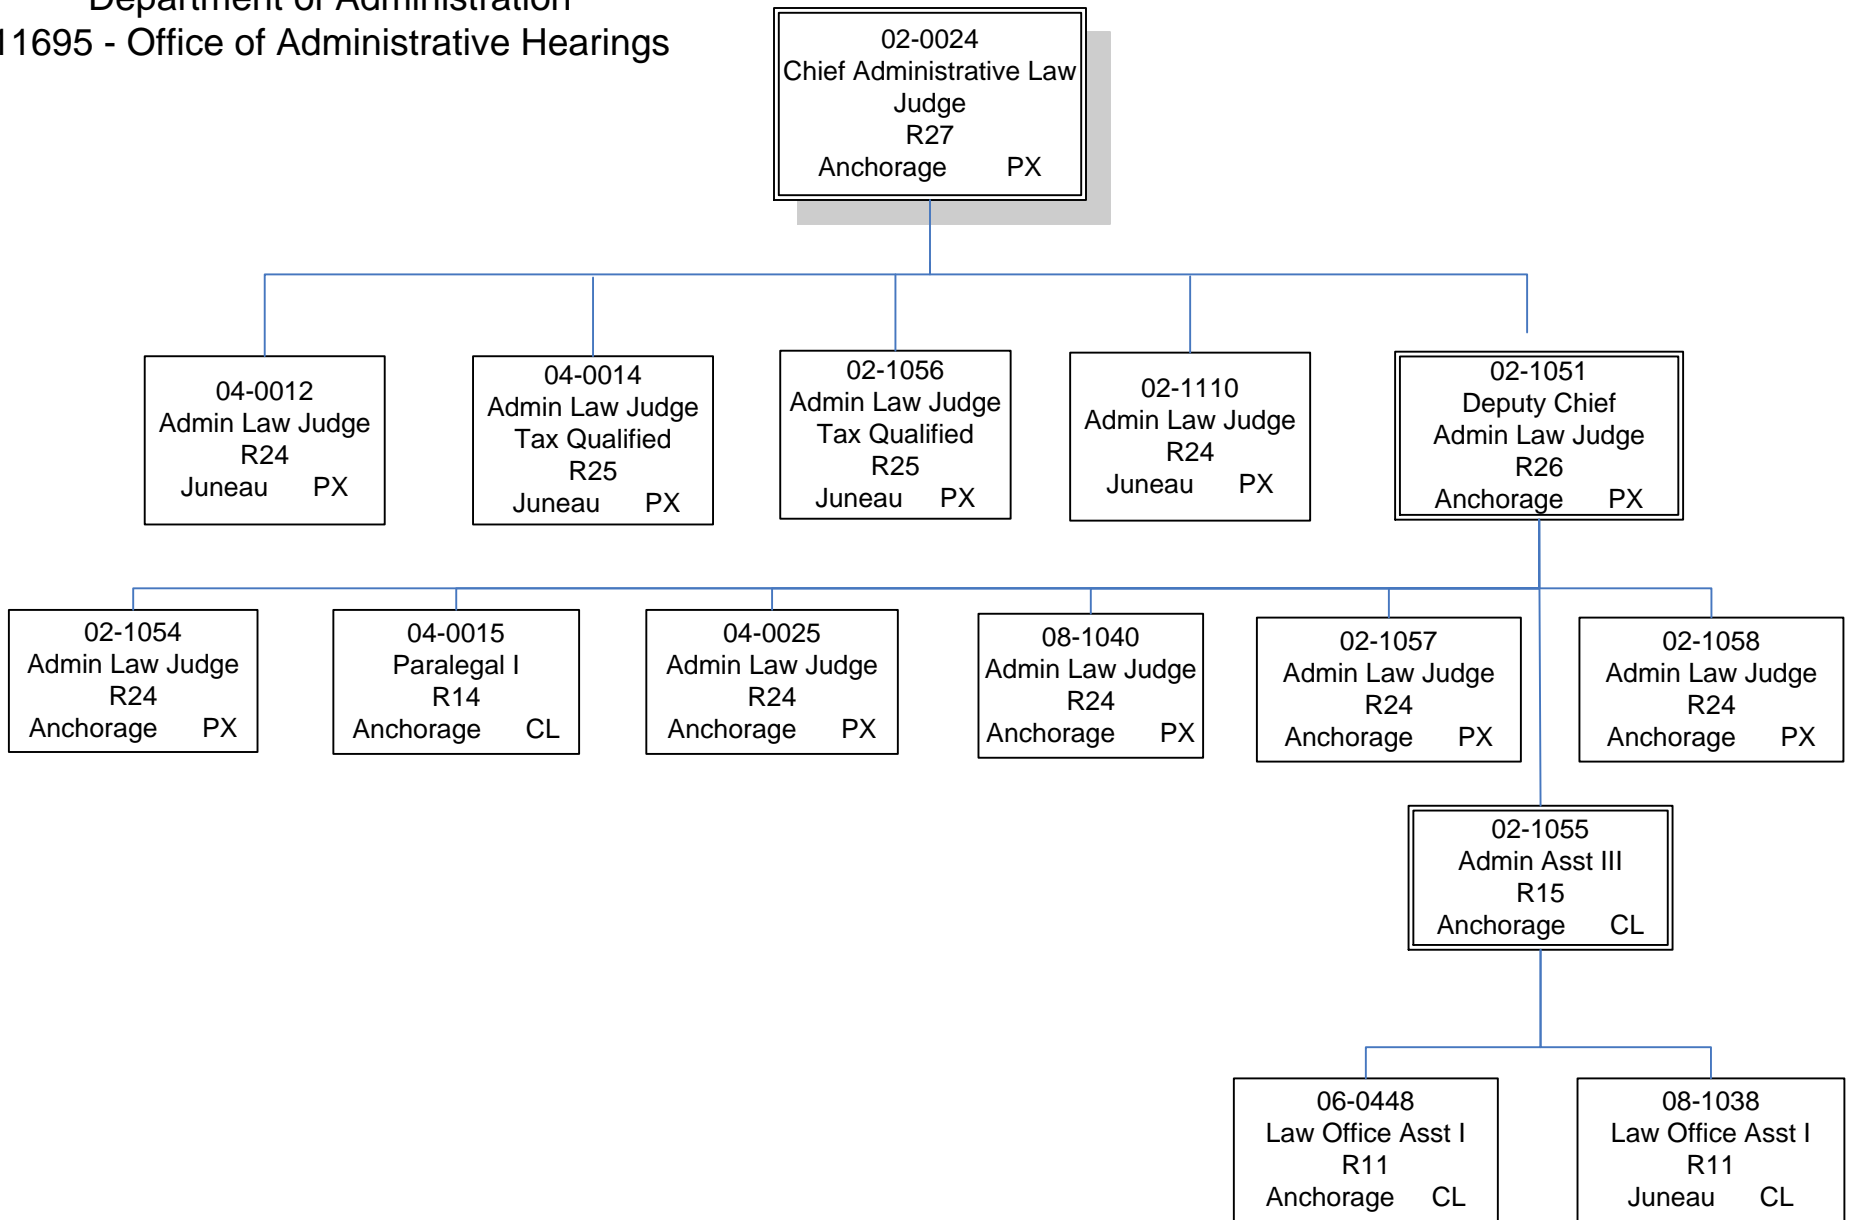 Department of Administration
11695 - Office of Administrative Hearings
02-0024
Chief Administrative Law
Judge
R27
Anchorage PX
04-0012
Admin Law Judge
R24
Juneau PX
04-0014
Admin Law Judge
Tax Qualified
R25
Juneau PX
02-1056
Admin Law Judge
Tax Qualified
R25
Juneau PX
02-1110
Admin Law Judge
R24
Juneau PX
02-1051
Deputy Chief
Admin Law Judge
R26
Anchorage PX
02-1054
Admin Law Judge
R24
Anchorage PX
04-0015
Paralegal I
R14
Anchorage CL
04-0025
Admin Law Judge
R24
Anchorage PX
08-1040
Admin Law Judge
R24
Anchorage PX
02-1057
Admin Law Judge
R24
Anchorage PX
02-1058
Admin Law Judge
R24
Anchorage PX
02-1055
Admin Asst III
R15
Anchorage CL
06-0448
Law Office Asst I
R11
Anchorage CL
08-1038
Law Office Asst I
R11
Juneau CL